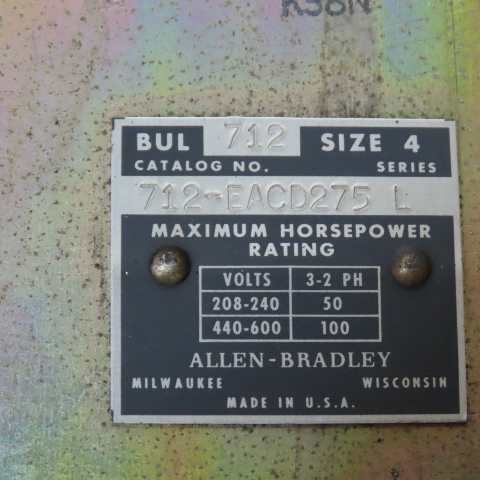 K38N
BUL 712 SIZE 4
CATALOG NO. SERIES
712-EACD275 L
MAXIMUM HORSEPOWER
RATING
VOLTS 3-2 PH
208-240 50
440-600 100
ALLEN-BRADLEY
MILWAUKEE WISCONSIN
MADE IN U.S.A.